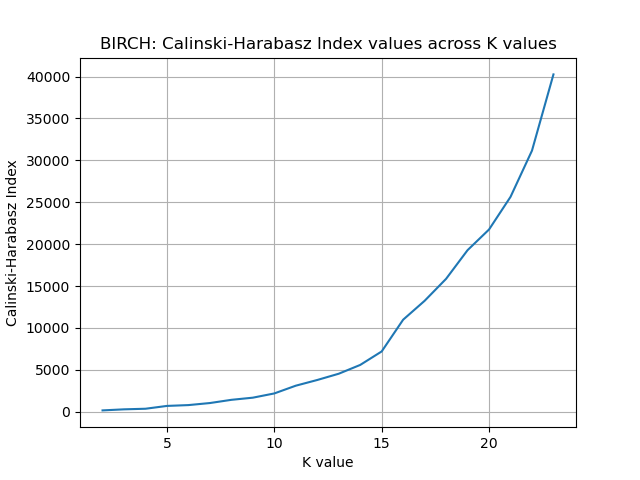 BIRCH: Calinski-Harabasz Index values across K values
40000
35000
30000
25000
20000
15000
10000
5000
0
Calinski-Harabasz Index
5 10 15 20
K value